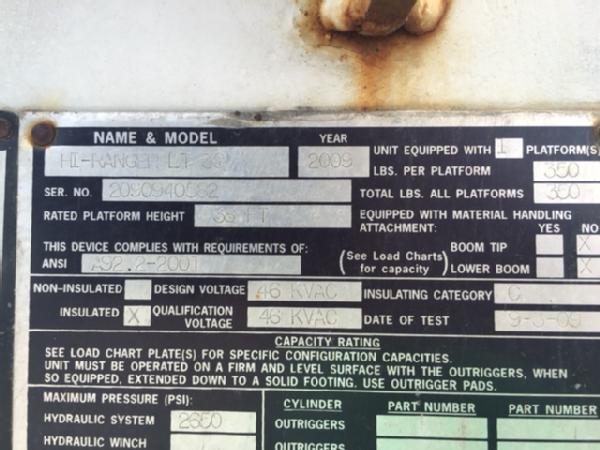 NAME & MODEL YEAR UNIT EQUIPPED WITH 1 PLATFORM(S)
HI-RANGER LT 38 2009 LBS. PER PLATFORM 350
SER. NO. 2090940582 TOTAL LBS. ALL PLATFORMS 350
RATED PLATFORM HEIGHT FT EQUIPPED WITH MATERIAL HANDLING
ATTACHMENT: YES NO
THIS DEVICE COMPLIES WITH REQUIREMENTS OF: BOOM TIP X
ANSI A92.2-2001 (See Load Charts for capacity) LOWER BOOM X
NON-INSULATED DESIGN VOLTAGE 46 KVAC INSULATING CATEGORY C
INSULATED X QUALIFICATION VOLTAGE 46 KVAC DATE OF TEST 9-3-09
CAPACITY RATING
SEE LOAD CHART PLATE(S) FOR SPECIFIC CONFIGURATION CAPACITIES.
UNIT MUST BE OPERATED ON A FIRM AND LEVEL SURFACE WITH THE OUTRIGGERS, WHEN
SO EQUIPPED, EXTENDED DOWN TO A SOLID FOOTING. USE OUTRIGGER PADS.
MAXIMUM PRESSURE (PSI): CYLINDER PART NUMBER PART NUMBER
HYDRAULIC SYSTEM 2650 OUTRIGGERS
HYDRAULIC WINCH OUTRIGGERS